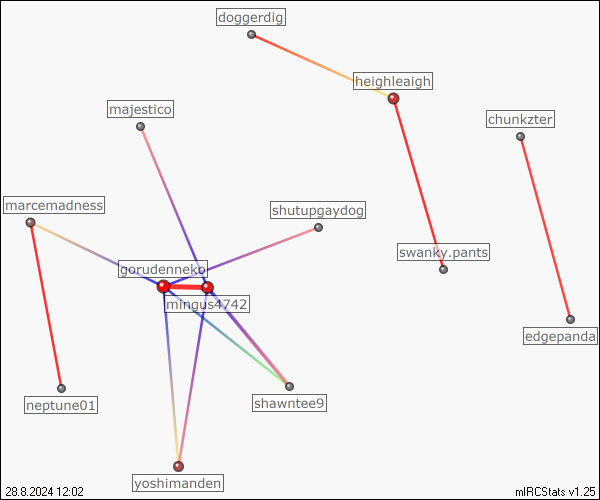 doggerdig
heighleaigh
majestico
chunkzter
marcemadness
shutupgaydog
swanky.pants
gorudenneko
mingus4742
edgepanda
neptune01
shawntee9
yoshimanden
28.8.2024 12:02
mIRCStats v1.25